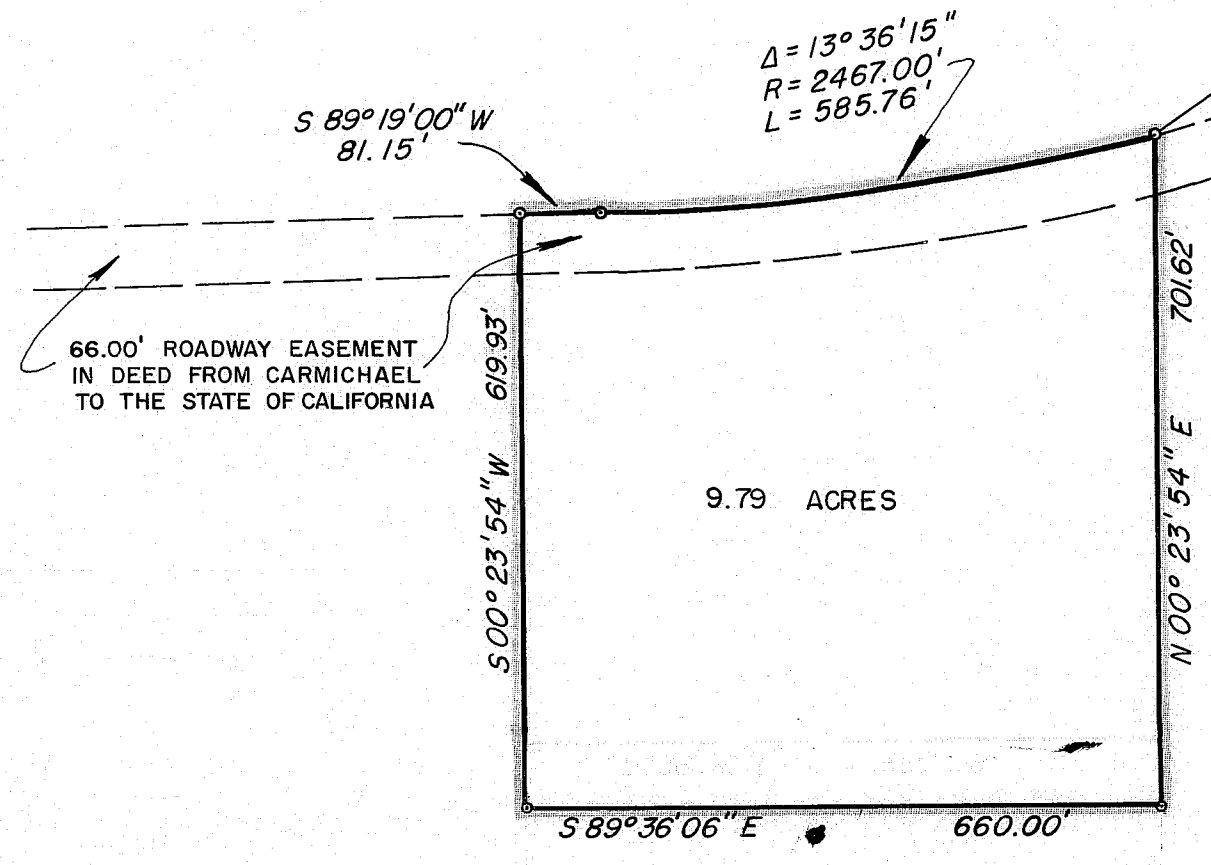 Δ = 13° 36' 15"
R = 2467.00'
L = 585.76'
S 89° 19' 00" W
81.15'
66.00' ROADWAY EASEMENT
IN DEED FROM CARMICHAEL
TO THE STATE OF CALIFORNIA
S 00° 23' 54" W 619.93'
9.79 ACRES
N 00° 23' 54" E 701.62'
S 89° 36' 06" E 660.00'